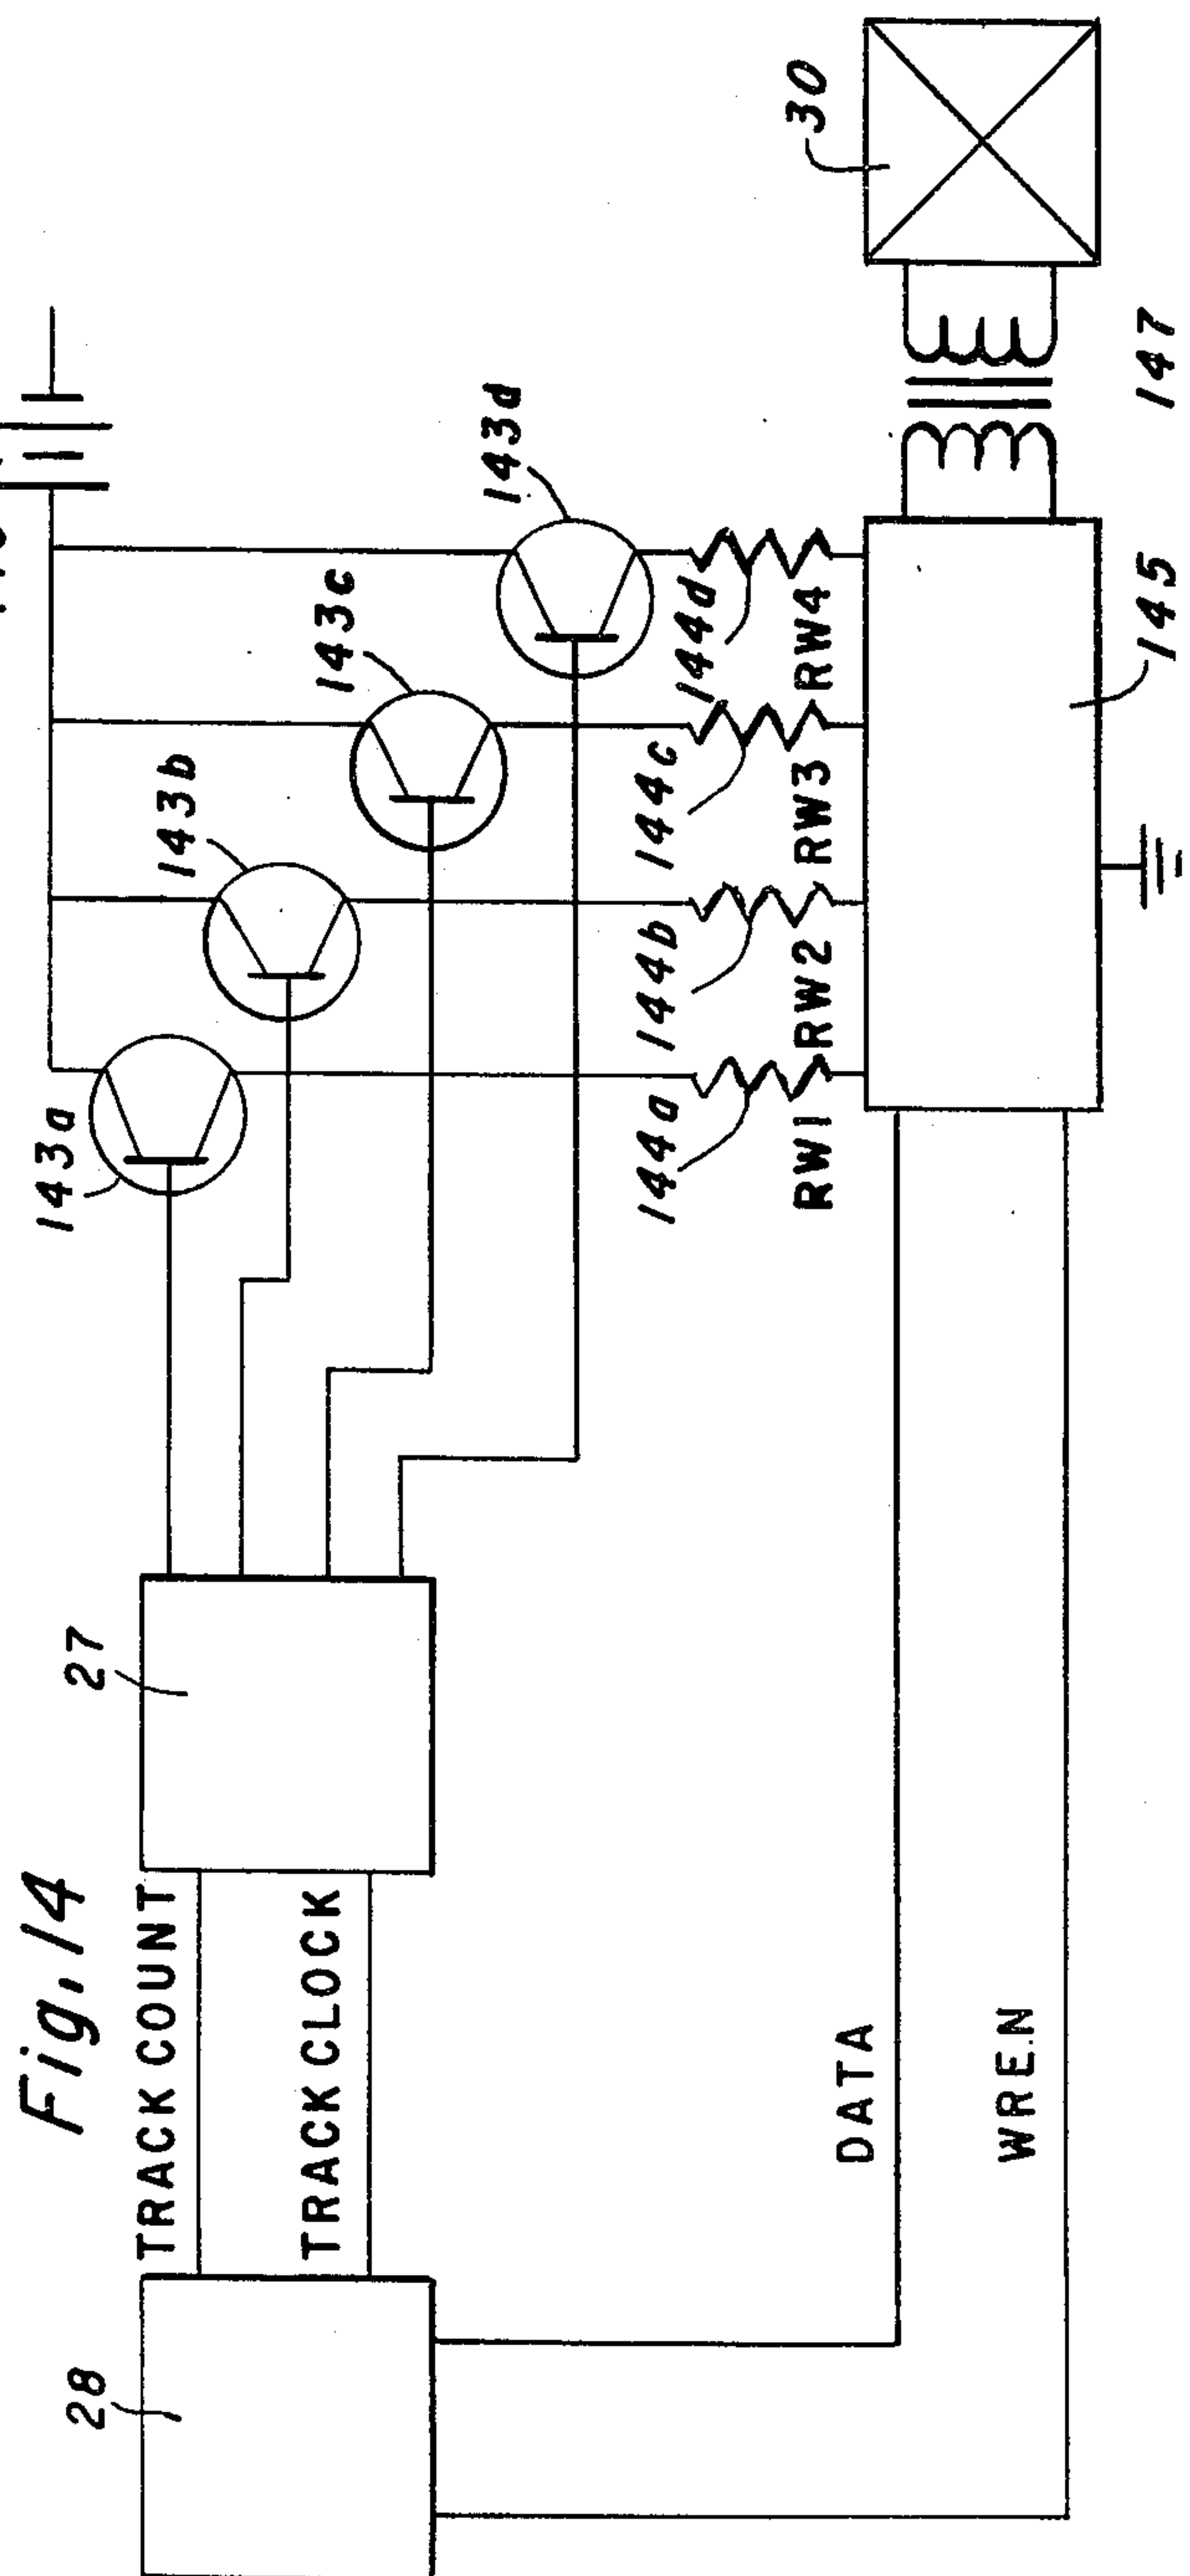 Fig. 14
28
TRACK COUNT
TRACK CLOCK
27
143a
143b
143c
143d
144a
144b
144c
144d
RW1
RW2
RW3
RW4
DATA
WREN
145
147
30